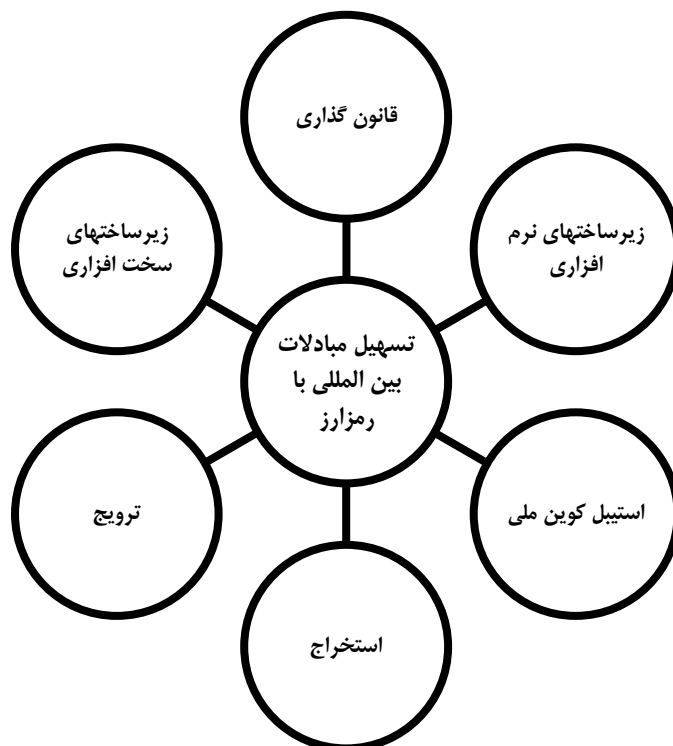 قانون گذاری
زیرساختهای نرم
افزاری
زیرساختهای
سخت افزاری
تسهیل مبادلات
بین المللی با
رمزارز
استیبل کوین ملی
ترویج
استخراج